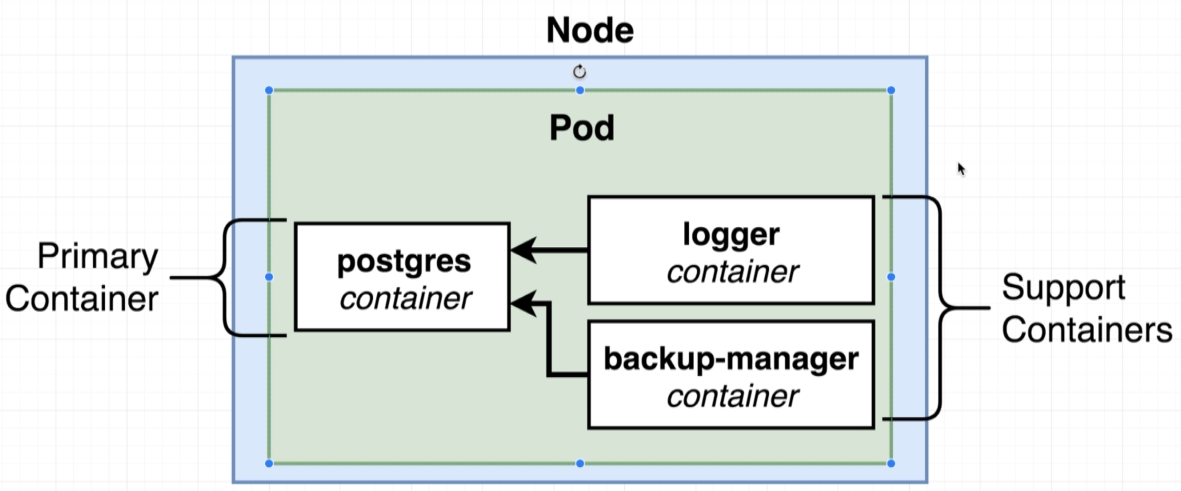 Node
Pod
Primary
Container
postgres
container
logger
container
backup-manager
container
Support
Containers